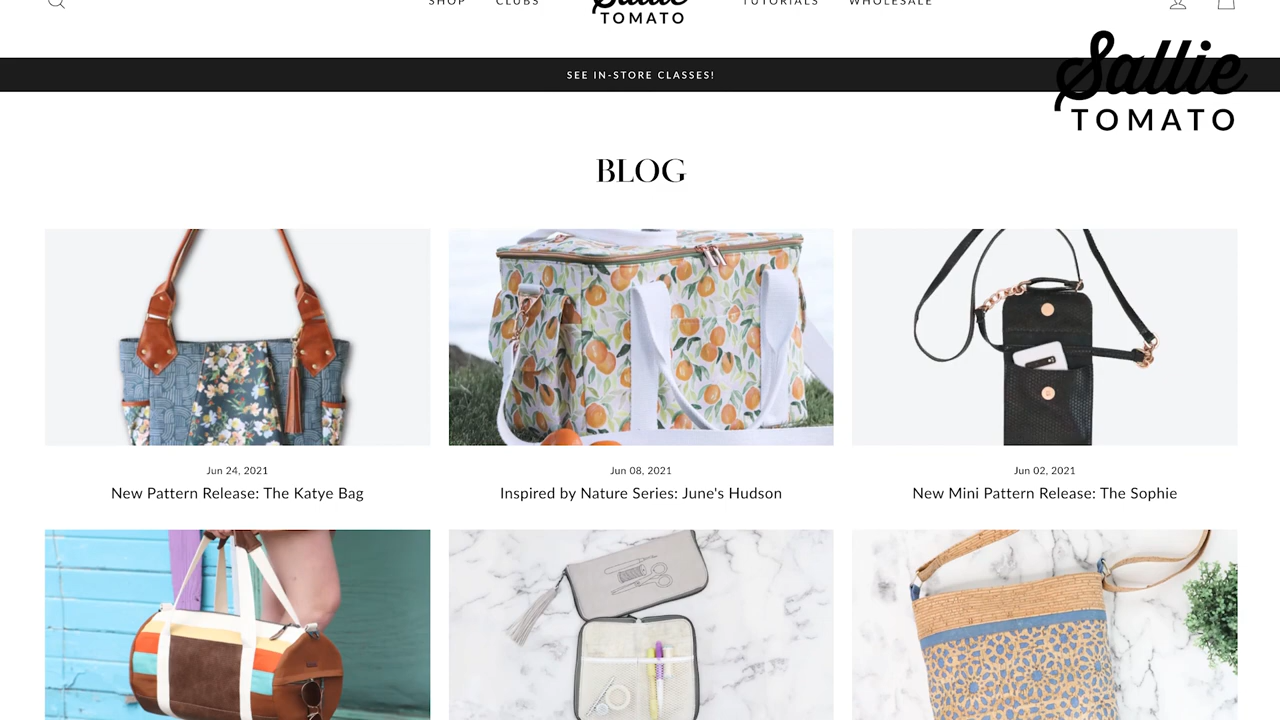 SHOP CLUBS Sallie TUTORIALS WHOLESALE
TOMATO
SEE IN-STORE CLASSES!
Sallie
TOMATO
BLOG
Jun 24, 2021
New Pattern Release: The Katye Bag
Jun 08, 2021
Inspired by Nature Series: June's Hudson
Jun 02, 2021
New Mini Pattern Release: The Sophie